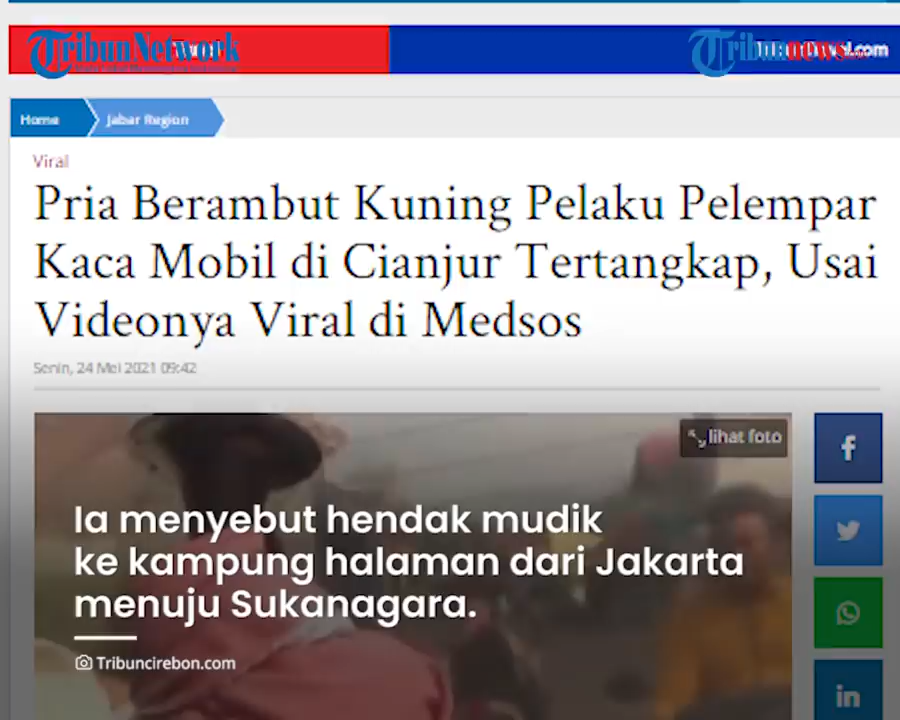 TribunNetwork
Tribunnews
Home
Jabar Region
Viral
Pria Berambut Kuning Pelaku Pelempar
Kaca Mobil di Cianjur Tertangkap, Usai
Videonya Viral di Medsos
Senin, 24 Mei 2021 09:42
lihat foto
Ia menyebut hendak mudik
ke kampung halaman dari Jakarta
menuju Sukanagara.
Tribuncirebon.com